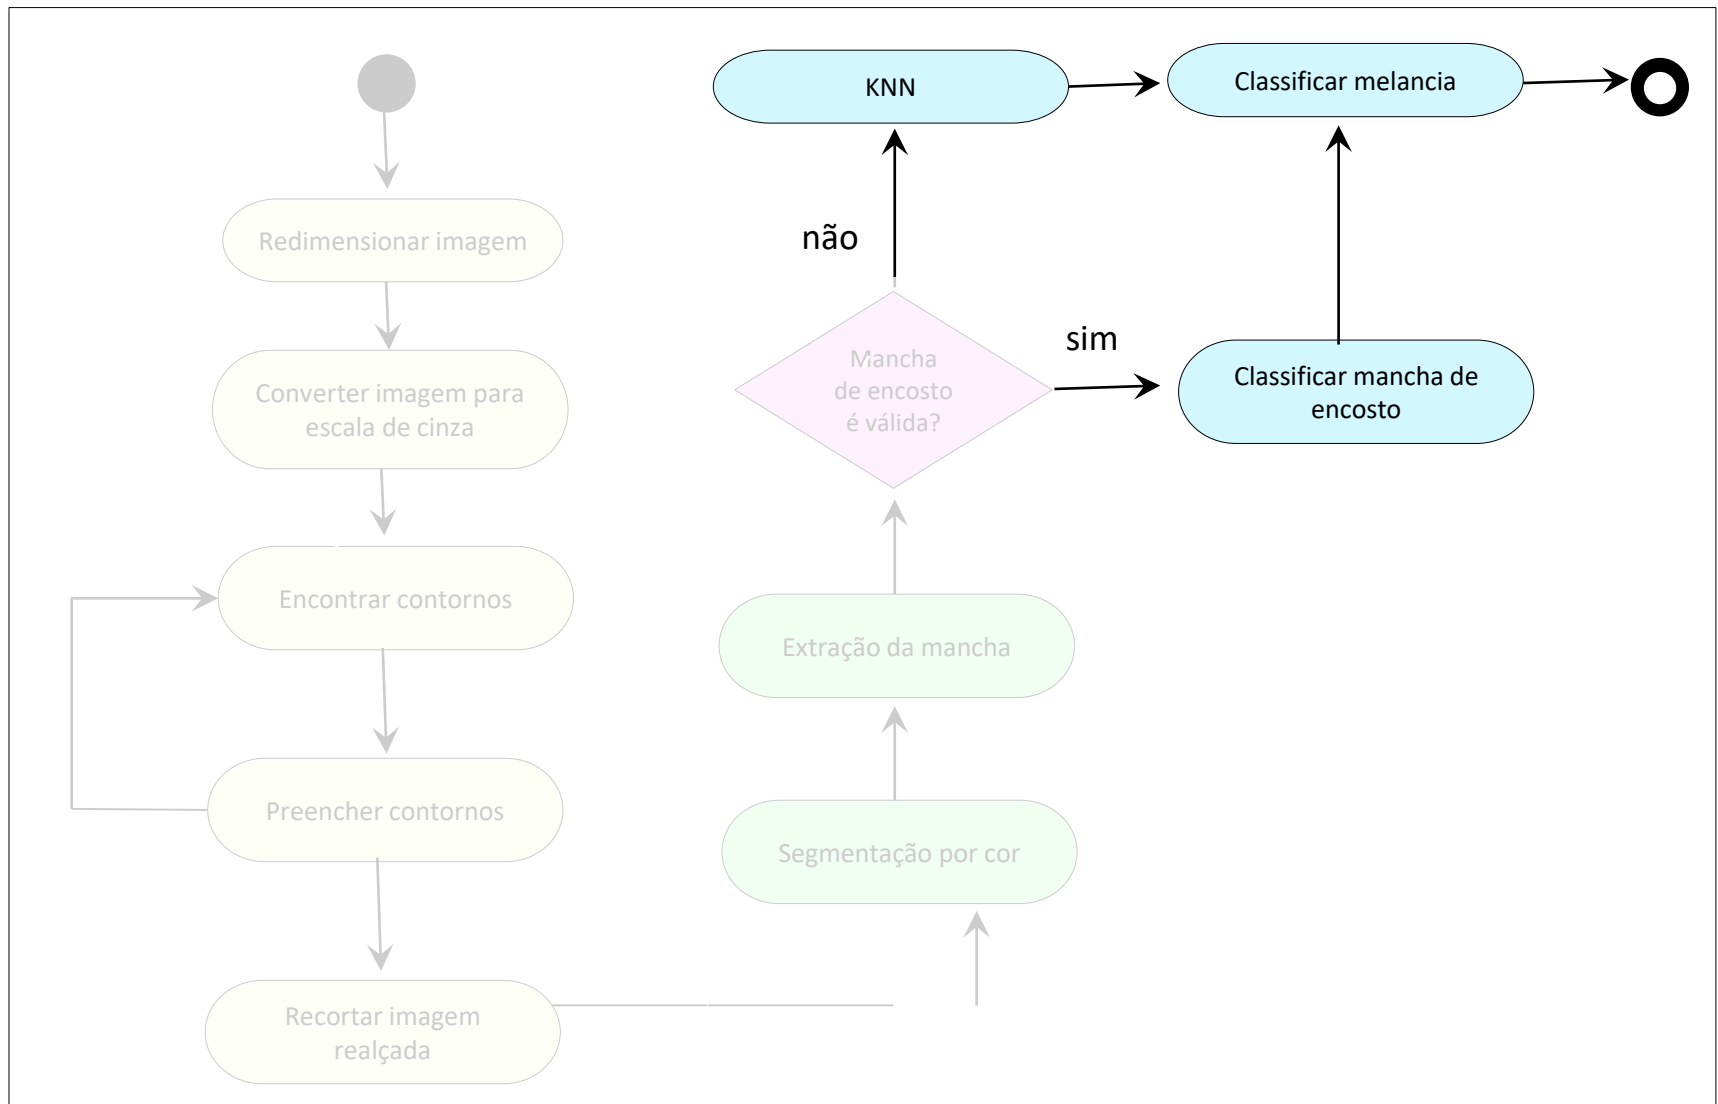 Redimensionar imagem
Converter imagem para
escala de cinza
Encontrar contornos
Preencher contornos
Recortar imagem
realçada
Segmentação por cor
Extração da mancha
Mancha
de encosto
é válida?
não
sim
KNN
Classificar mancha de
encosto
Classificar melancia